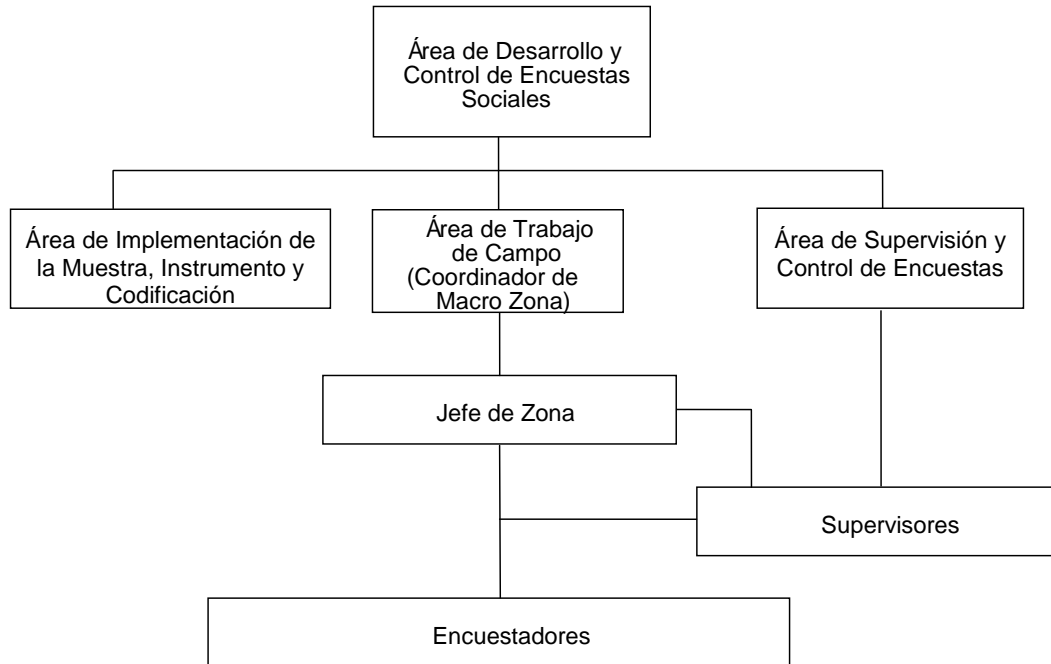 Área de Desarrollo y
Control de Encuestas
Sociales
Área de Implementación de
la Muestra, Instrumento y
Codificación
Área de Trabajo
de Campo
(Coordinador de
Macro Zona)
Área de Supervisión y
Control de Encuestas
Jefe de Zona
Supervisores
Encuestadores